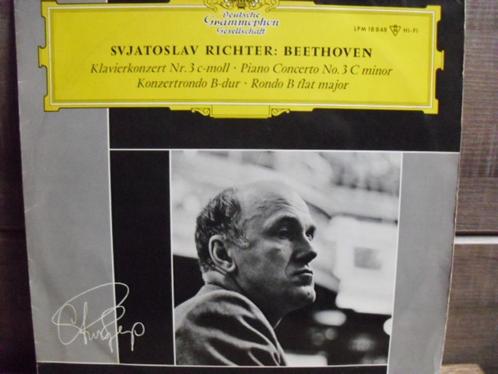 Deutsche
Grammophon
Gesellschaft
LPM 18 848 HI-FI
SVJATOSLAV RICHTER: BEETHOVEN
Klavierkonzert Nr. 3 c-moll · Piano Concerto No. 3 C minor
Konzertrondo B-dur · Rondo B flat major